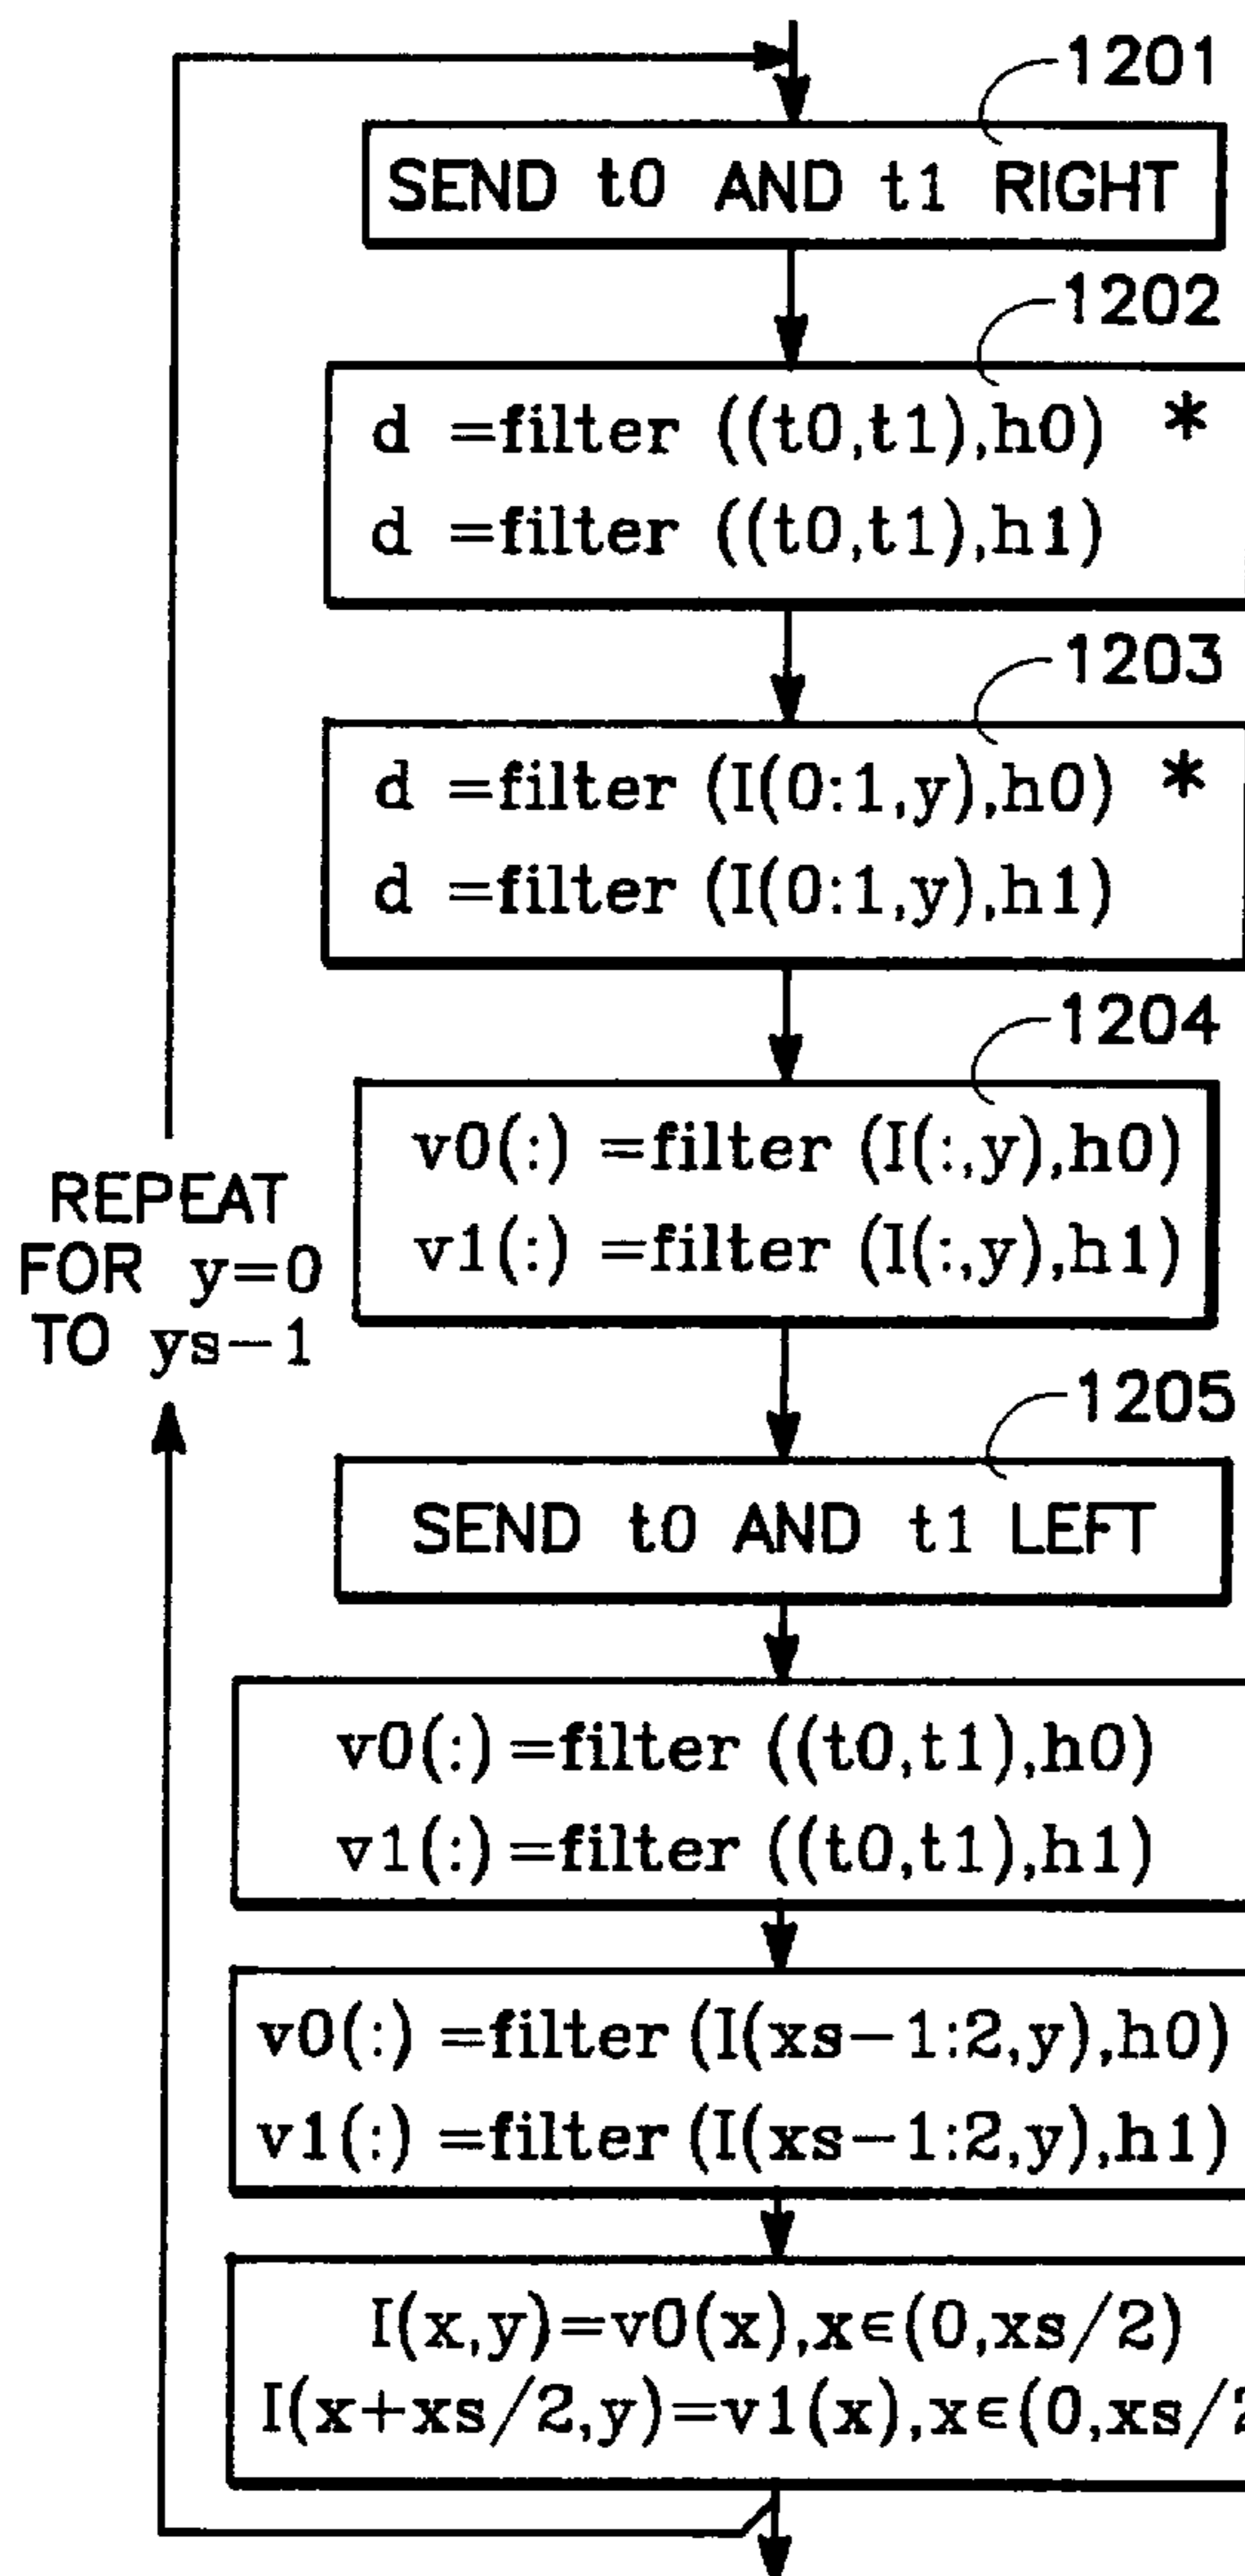 1201
SEND t0 AND t1 RIGHT
1202
d =filter ((t0,t1),h0) *
d =filter ((t0,t1),h1)
1203
d =filter (I(0:1,y),h0) *
d =filter (I(0:1,y),h1)
1204
v0(:) =filter (I(:,y),h0)
v1(:) =filter (I(:,y),h1)
REPEAT
FOR y=0
TO ys-1
1205
SEND t0 AND t1 LEFT
v0(:)=filter ((t0,t1),h0)
v1(:)=filter ((t0,t1),h1)
v0(:) =filter (I(xs-1:2,y),h0)
v1(:) =filter (I(xs-1:2,y),h1)
I(x,y)=v0(x),x∈(0,xs/2)
I(x+xs/2,y)=v1(x),x∈(0,xs/2